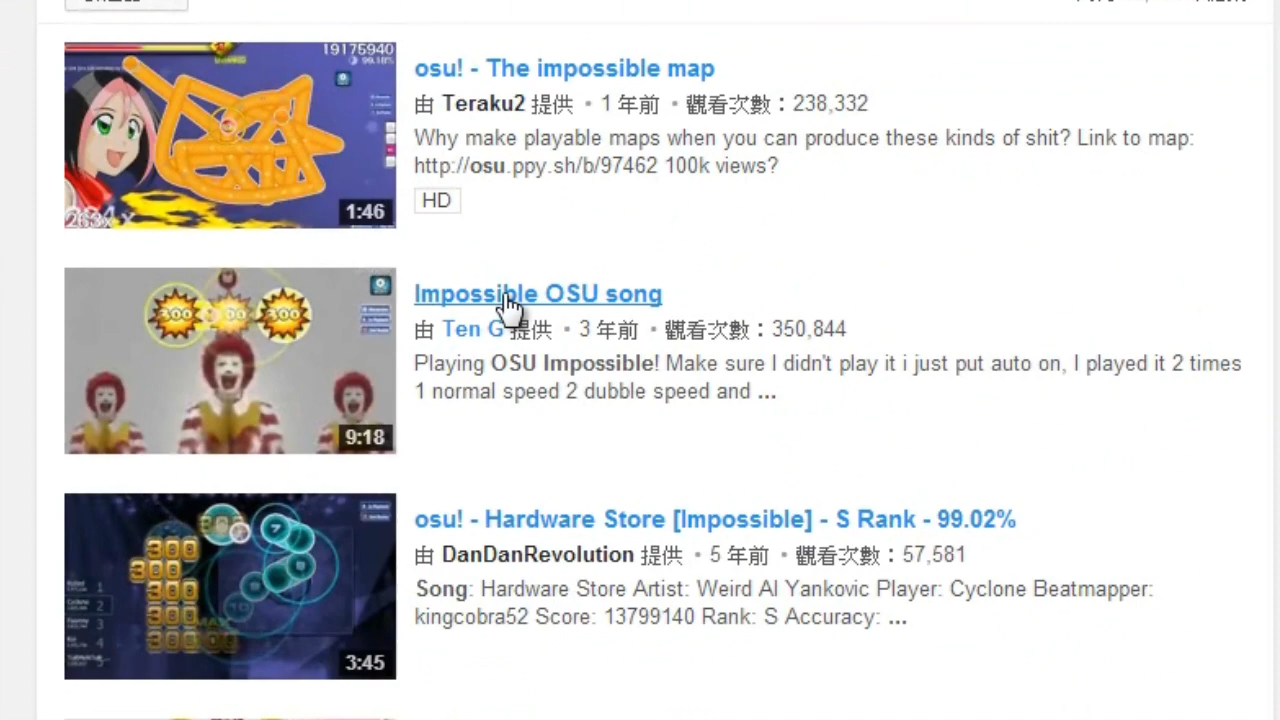 19175940
99.18%
263x
1:46
osu! - The impossible map
由 Teraku2 提供 • 1 年前 • 觀看次數：238,332
Why make playable maps when you can produce these kinds of shit? Link to map:
http://osu.ppy.sh/b/97462 100k views?
HD
300
300
300
9:18
Impossible OSU song
由 Ten G 提供 • 3 年前 • 觀看次數：350,844
Playing OSU Impossible! Make sure I didn't play it i just put auto on, I played it 2 times
1 normal speed 2 dubble speed and ...
3:45
osu! - Hardware Store [Impossible] - S Rank - 99.02%
由 DanDanRevolution 提供 • 5 年前 • 觀看次數：57,581
Song: Hardware Store Artist: Weird Al Yankovic Player: Cyclone Beatmapper:
kingcobra52 Score: 13799140 Rank: S Accuracy: ...